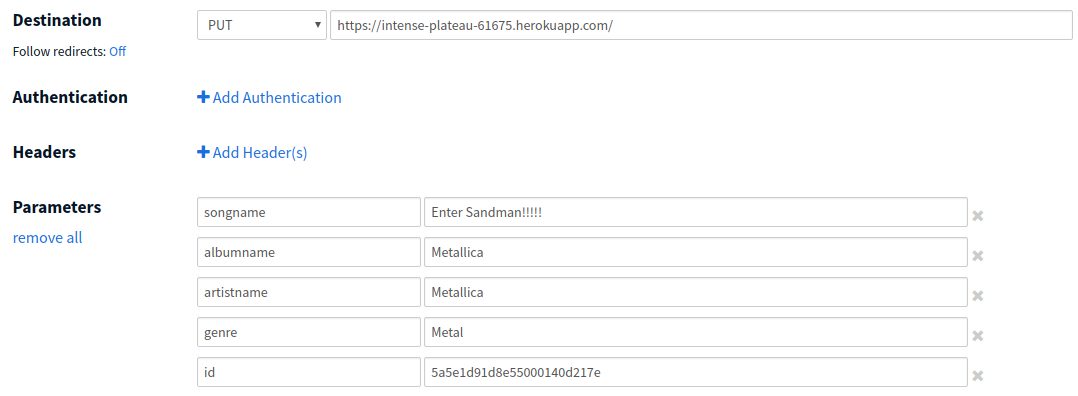 Destination PUT https://intense-plateau-61675.herokuapp.com/
Follow redirects: Off
Authentication Add Authentication
Headers Add Header(s)
Parameters songname Enter Sandman!!!!!
remove all
albumname Metallica
artistname Metallica
genre Metal
id 5a5e1d91d8e55000140d217e